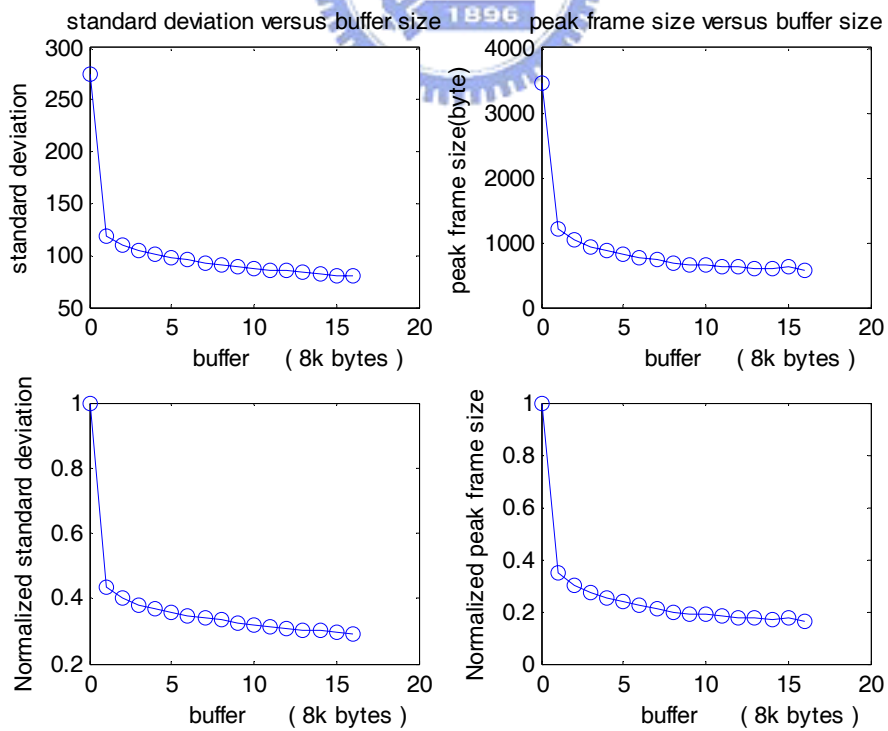 1896
standard deviation versus buffer size
300
250
200
150
100
50
0 5 10 15 20
standard deviation
buffer ( 8k bytes )
peak frame size versus buffer size
4000
3000
2000
1000
0
0 5 10 15 20
peak frame size(byte)
buffer ( 8k bytes )
1
0.8
0.6
0.4
0.2
0 5 10 15 20
Normalized standard deviation
buffer ( 8k bytes )
1
0.8
0.6
0.4
0.2
0
0 5 10 15 20
Normalized peak frame size
buffer ( 8k bytes )